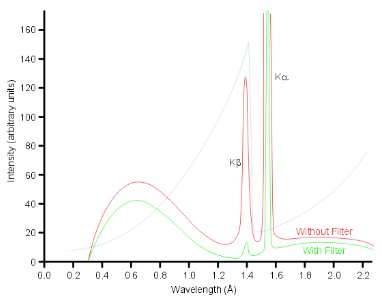 160
140
120
100
80
60
40
20
0
Intensity (arbitrary units)
Kα
Kβ
Without Filter
With Filter
0.0 0.2 0.4 0.6 0.8 1.0 1.2 1.4 1.6 1.8 2.0 2.2
Wavelength (Å)